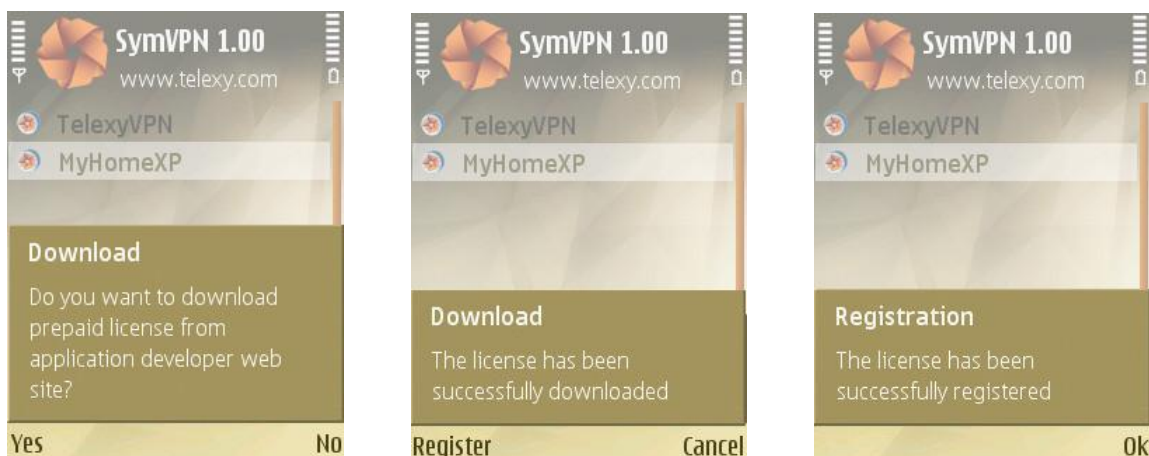 SymVPN 1.00
www.telexy.com
TelexyVPN
MyHomeXP
Download
Do you want to download
prepaid license from
application developer web
site?
Yes No
SymVPN 1.00
www.telexy.com
TelexyVPN
MyHomeXP
Download
The license has been
successfully downloaded
Register Cancel
SymVPN 1.00
www.telexy.com
TelexyVPN
MyHomeXP
Registration
The license has been
successfully registered
Ok